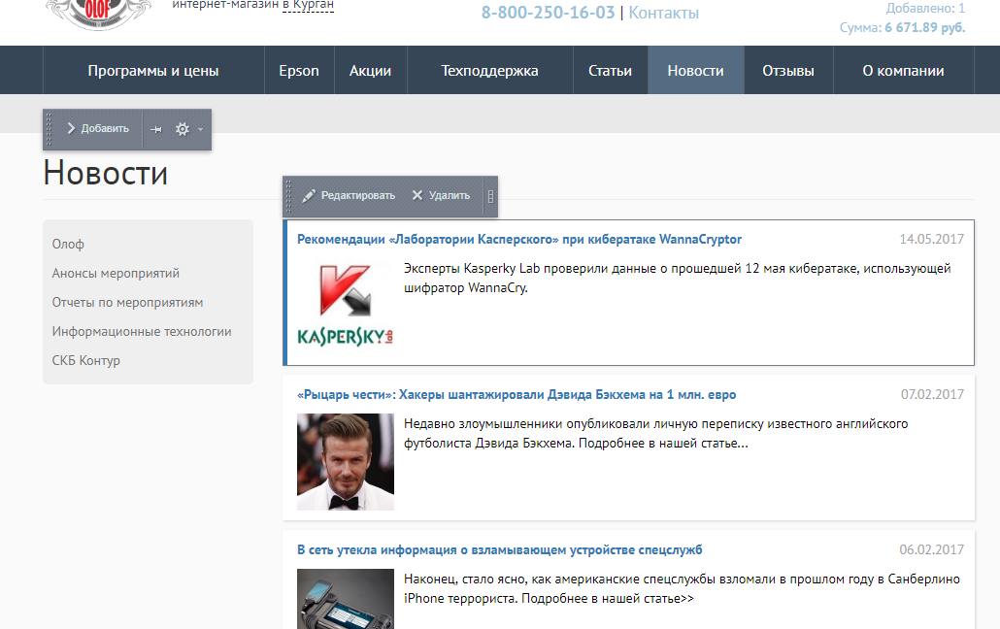 OLOF
интернет-магазин в Курган
8-800-250-16-03 | Контакты
Добавлено: 1
Сумма: 6 671.89 руб.
Программы и цены Epson Акции Техподдержка Статьи Новости Отзывы О компании
Добавить
Новости
Редактировать Удалить
Олоф
Анонсы мероприятий
Отчеты по мероприятиям
Информационные технологии
СКБ Контур
Рекомендации «Лаборатории Касперского» при кибератаке WannaCryptor 14.05.2017
Эксперты Kasperky Lab проверили данные о прошедшей 12 мая кибератаке, использующей
шифратор WannaCry.
KASPERSKY lab
«Рыцарь чести»: Хакеры шантажировали Дэвида Бэкхема на 1 млн. евро 07.02.2017
Недавно злоумышленники опубликовали личную переписку известного английского
футболиста Дэвида Бэкхема. Подробнее в нашей статье...
В сеть утекла информация о взламывающем устройстве спецслужб 06.02.2017
Наконец, стало ясно, как американские спецслужбы взломали в прошлом году в Санберлино
iPhone террориста. Подробнее в нашей статье>>